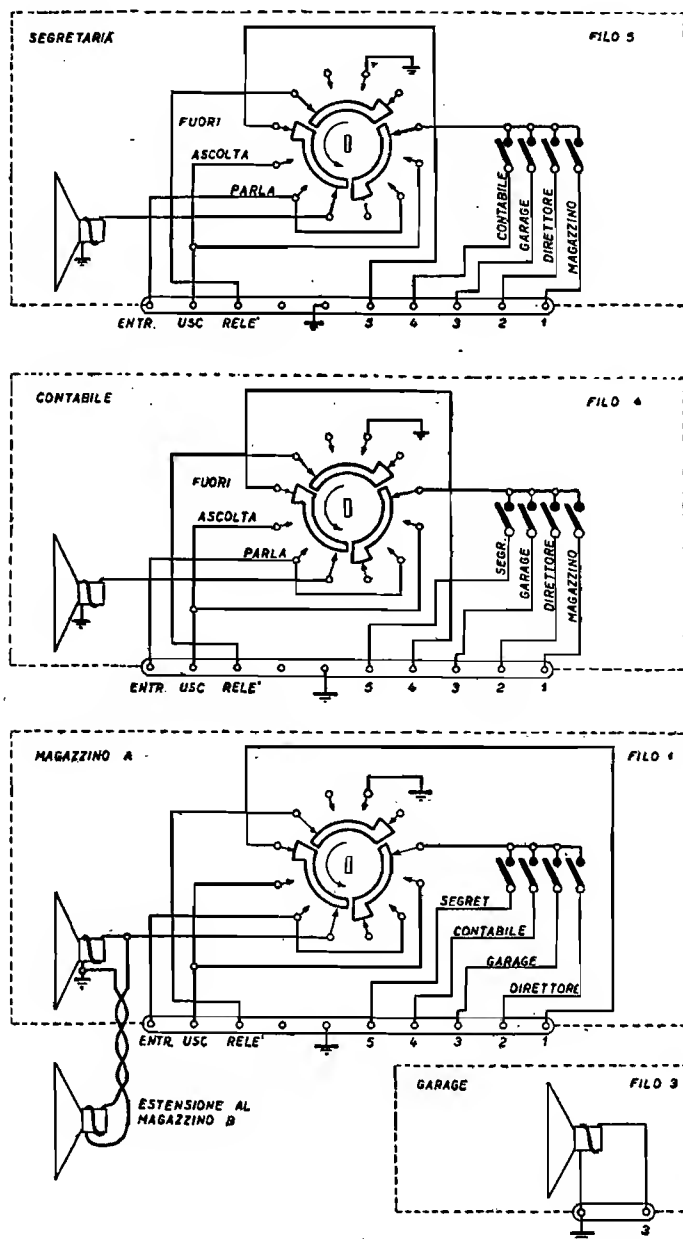 SEGRETARIA
FILO 5
FUORI
ASCOLTA
PARLA
CONTABILE
GARAGE
DIRETTORE
MAGAZZINO
ENTR. USC RELE' 5 4 3 2 1
CONTABILE
FILO 4
FUORI
ASCOLTA
PARLA
SEGR.
GARAGE
DIRETTORE
MAGAZZINO
ENTR. USC RELE' 5 4 3 2 1
MAGAZZINO A
FILO 1
SEGRET
CONTABILE
GARAGE
DIRETTORE
ENTR USC RELE' 5 4 3 2 1
ESTENSIONE AL
MAGAZZINO B
GARAGE
FILO 3
3